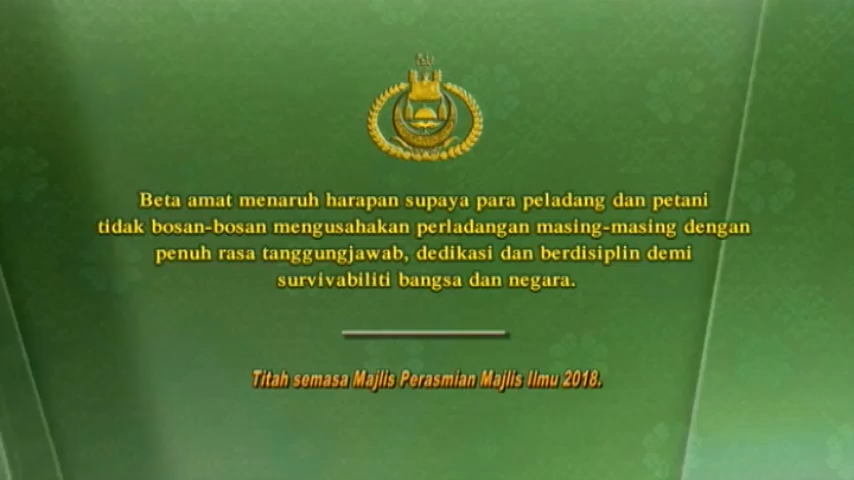 Beta amat menaruh harapan supaya para peladang dan petani
tidak bosan-bosan mengusahakan perladangan masing-masing dengan
penuh rasa tanggungjawab, dedikasi dan berdisiplin demi
survivabiliti bangsa dan negara.
Titah semasa Majlis Perasmian Majlis Ilmu 2018.